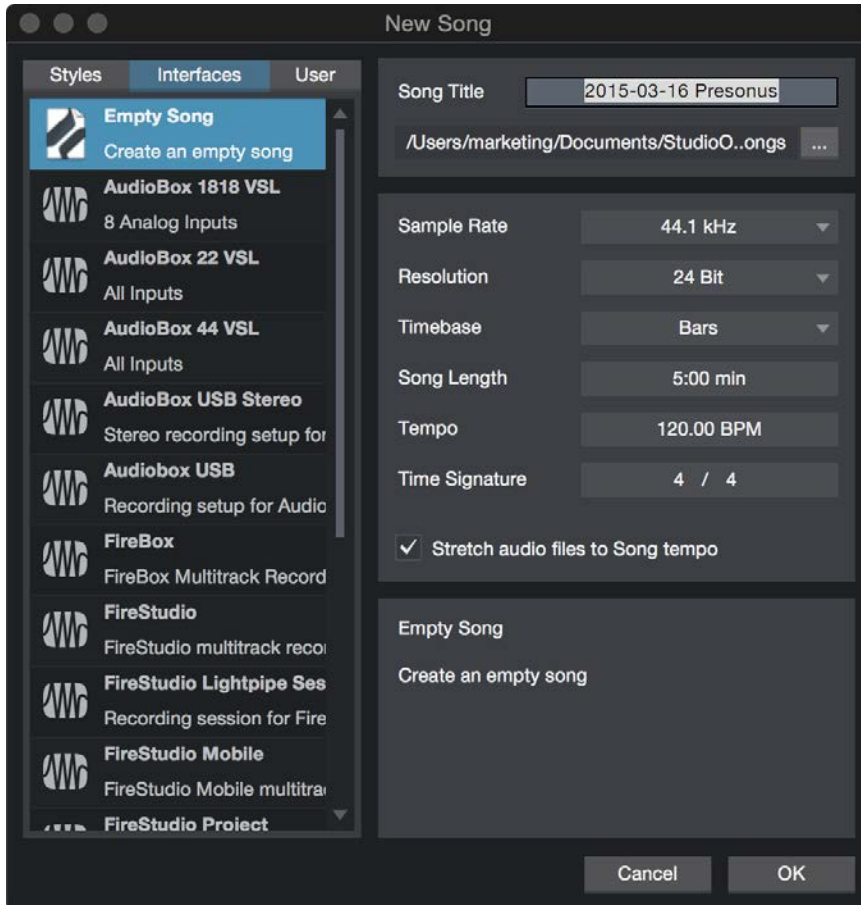 New Song
Styles Interfaces User
Empty Song
Create an empty song
AudioBox 1818 VSL
8 Analog Inputs
AudioBox 22 VSL
All Inputs
AudioBox 44 VSL
All Inputs
AudioBox USB Stereo
Stereo recording setup for
Audiobox USB
Recording setup for Audio
FireBox
FireBox Multitrack Record
FireStudio
FireStudio multitrack reco
FireStudio Lightpipe Ses
Recording session for Fire
FireStudio Mobile
FireStudio Mobile multitra
FireStudio Project
Song Title 2015-03-16 Presonus
/Users/marketing/Documents/StudioO..ongs ...
Sample Rate 44.1 kHz
Resolution 24 Bit
Timebase Bars
Song Length 5:00 min
Tempo 120.00 BPM
Time Signature 4 / 4
Stretch audio files to Song tempo
Empty Song
Create an empty song
Cancel OK